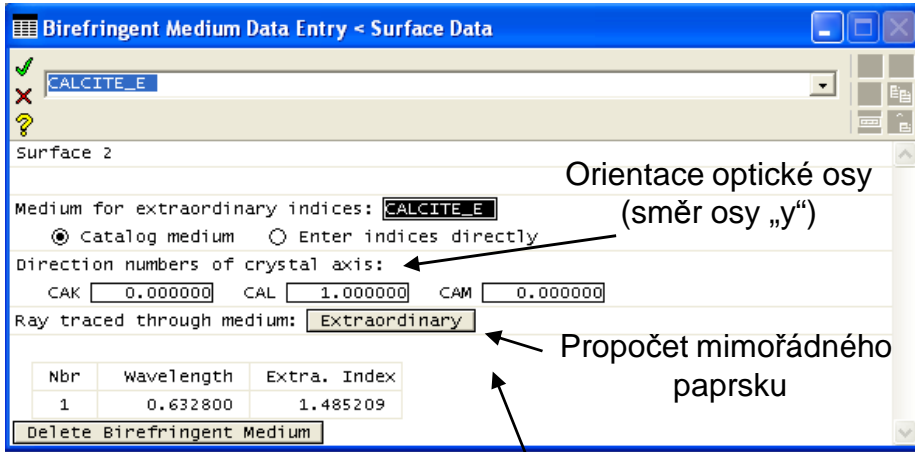 Birefringent Medium Data Entry < Surface Data
CALCITE_E
Surface 2
Orientace optické osy
(směr osy „y“)
Medium for extraordinary indices: CALCITE_E
Catalog medium Enter indices directly
Direction numbers of crystal axis:
CAK 0.000000 CAL 1.000000 CAM 0.000000
Ray traced through medium: Extraordinary
Propočet mimořádného
paprsku
Nbr Wavelength Extra. Index
1 0.632800 1.485209
Delete Birefringent Medium